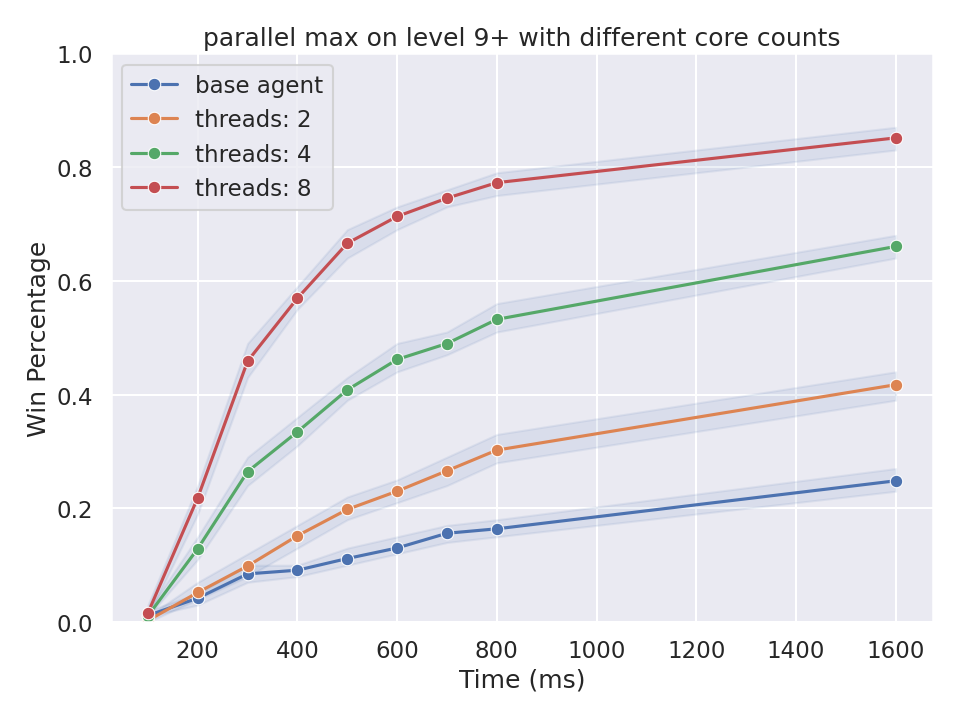 parallel max on level 9+ with different core counts
base agent
threads: 2
threads: 4
threads: 8
Win Percentage
1.0
0.8
0.6
0.4
0.2
0.0
200 400 600 800 1000 1200 1400 1600
Time (ms)